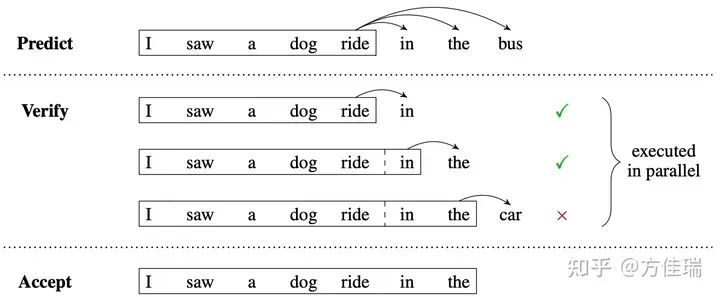 Predict I saw a dog ride in the bus
Verify I saw a dog ride in ✓
I saw a dog ride in the ✓
executed in parallel
I saw a dog ride in the car ×
Accept I saw a dog ride in the
知乎 @方佳瑞